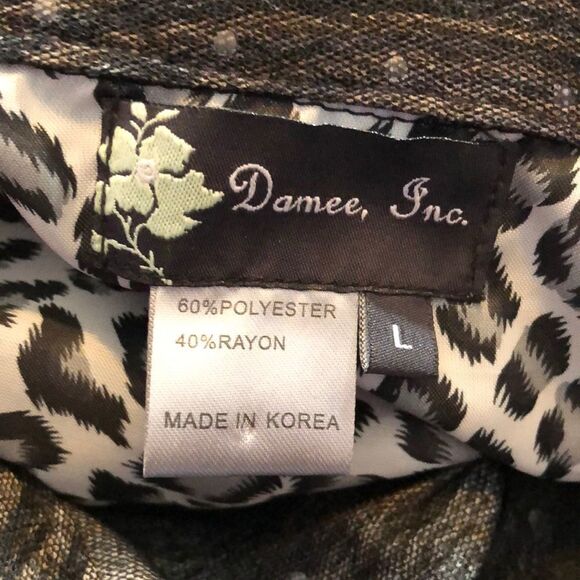 Damee, Inc.
60%POLYESTER
40%RAYON
L
MADE IN KOREA